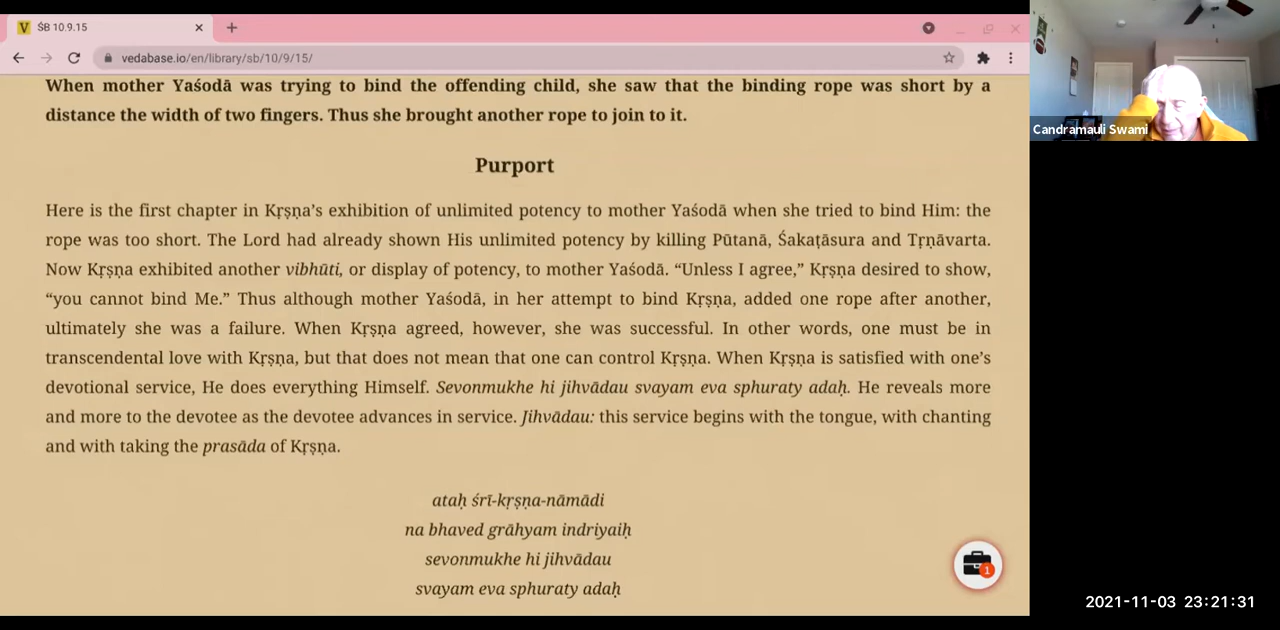 V ŚB 10.9.15
vedabase.io/en/library/sb/10/9/15/
When mother Yaśodā was trying to bind the offending child, she saw that the binding rope was short by a
distance the width of two fingers. Thus she brought another rope to join to it.
Purport
Here is the first chapter in Kṛṣṇa’s exhibition of unlimited potency to mother Yaśodā when she tried to bind Him: the
rope was too short. The Lord had already shown His unlimited potency by killing Pūtanā, Śakaṭāsura and Tṛṇāvarta.
Now Kṛṣṇa exhibited another vibhūti, or display of potency, to mother Yaśodā. “Unless I agree,” Kṛṣṇa desired to show,
“you cannot bind Me.” Thus although mother Yaśodā, in her attempt to bind Kṛṣṇa, added one rope after another,
ultimately she was a failure. When Kṛṣṇa agreed, however, she was successful. In other words, one must be in
transcendental love with Kṛṣṇa, but that does not mean that one can control Kṛṣṇa. When Kṛṣṇa is satisfied with one’s
devotional service, He does everything Himself. Sevonmukhe hi jihvādau svayam eva sphuraty adaḥ. He reveals more
and more to the devotee as the devotee advances in service. Jihvādau: this service begins with the tongue, with chanting
and with taking the prasāda of Kṛṣṇa.
ataḥ śrī-kṛṣṇa-nāmādi
na bhaved grāhyam indriyaiḥ
sevonmukhe hi jihvādau
svayam eva sphuraty adaḥ
1
Candramauli Swami
2021-11-03 23:21:31